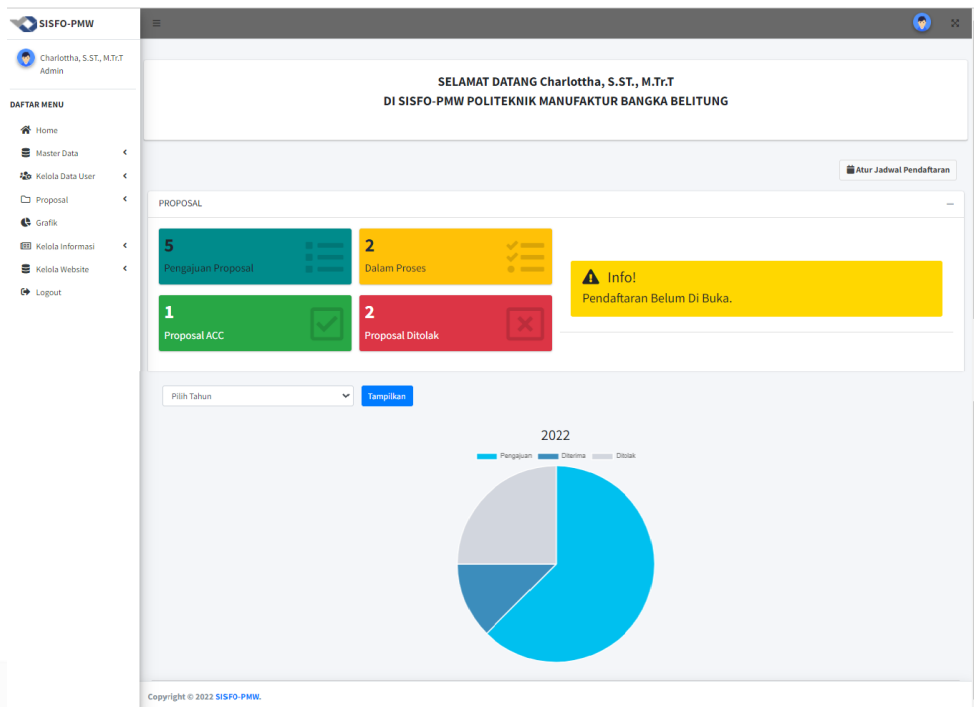 SISFO-PMW
Charlottha, S.ST., M.Tr.T
Admin
DAFTAR MENU
Home
Master Data
Kelola Data User
Proposal
Grafik
Kelola Informasi
Kelola Website
Logout
SELAMAT DATANG Charlottha, S.ST., M.Tr.T
DI SISFO-PMW POLITEKNIK MANUFAKTUR BANGKA BELITUNG
Atur Jadwal Pendaftaran
PROPOSAL
5
Pengajuan Proposal
2
Dalam Proses
1
Proposal ACC
2
Proposal Ditolak
Info!
Pendaftaran Belum Di Buka.
Pilih Tahun
Tampilkan
2022
Pengajuan Diterima Ditolak
Copyright © 2022 SISFO-PMW.